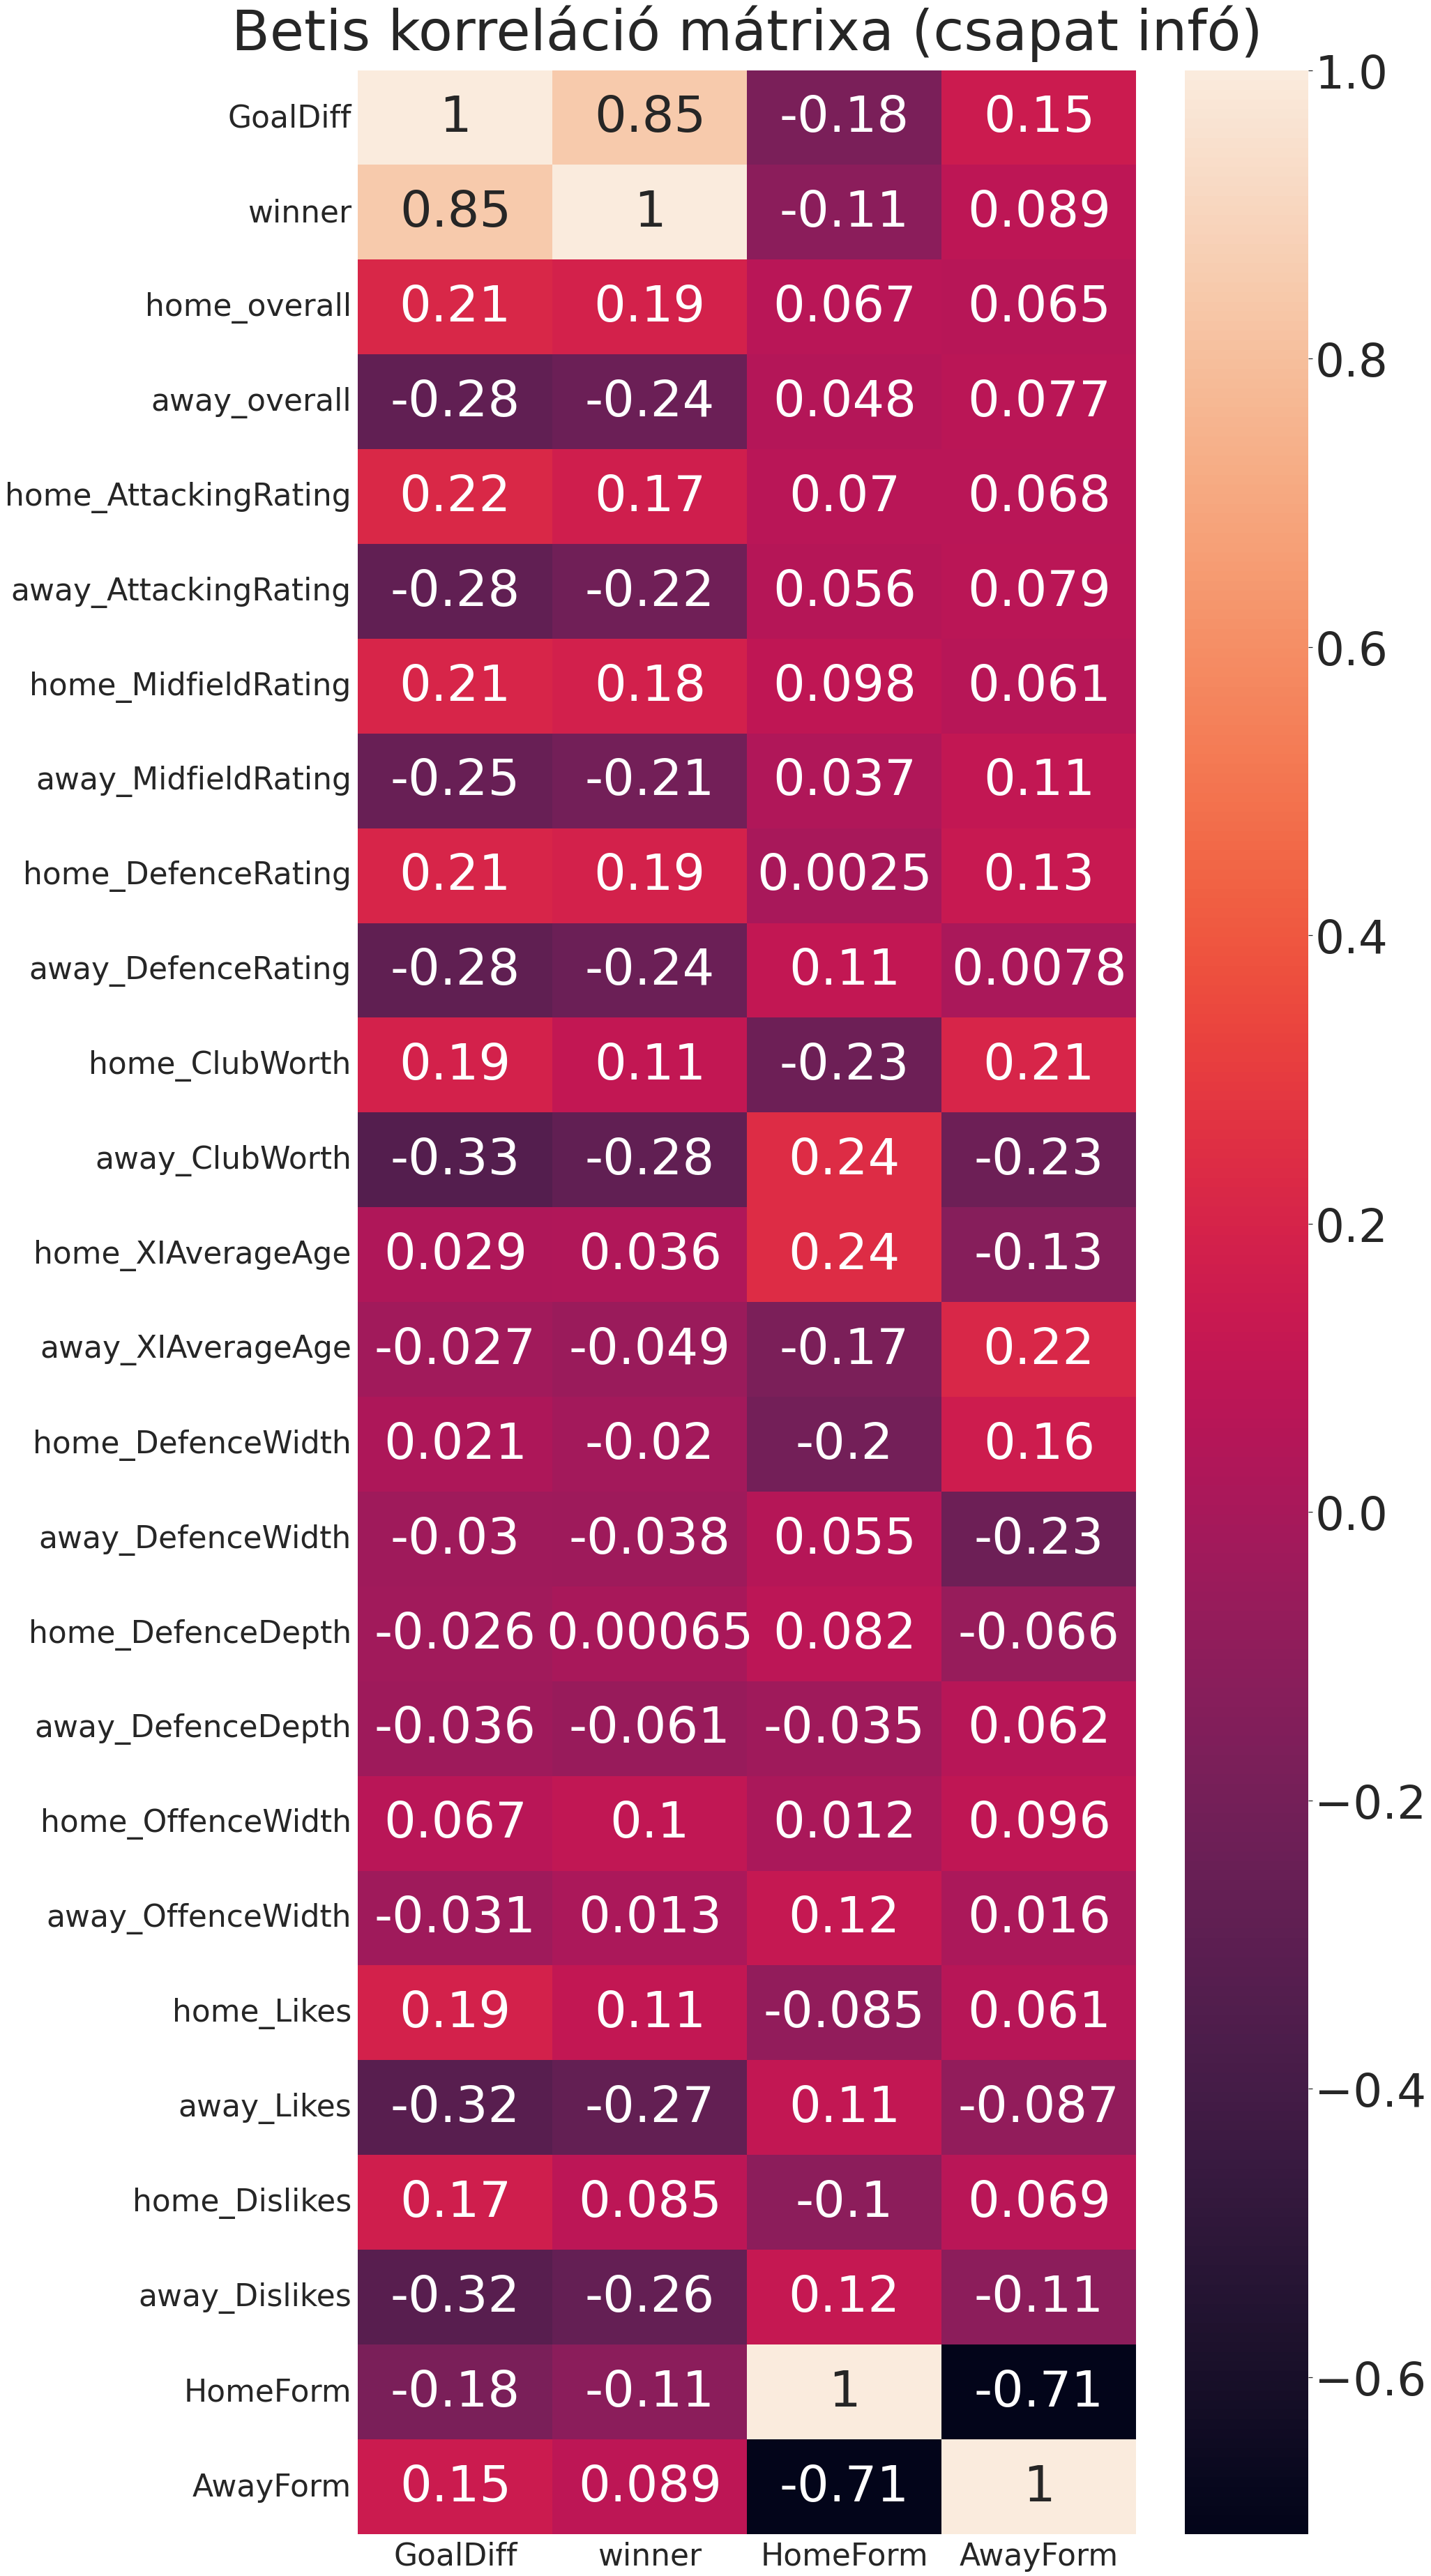 Betis korreláció mátrixa (csapat infó)
GoalDiff 1 0.85 -0.18 0.15
winner 0.85 1 -0.11 0.089
home_overall 0.21 0.19 0.067 0.065
away_overall -0.28 -0.24 0.048 0.077
home_AttackingRating 0.22 0.17 0.07 0.068
away_AttackingRating -0.28 -0.22 0.056 0.079
home_MidfieldRating 0.21 0.18 0.098 0.061
away_MidfieldRating -0.25 -0.21 0.037 0.11
home_DefenceRating 0.21 0.19 0.0025 0.13
away_DefenceRating -0.28 -0.24 0.11 0.0078
home_ClubWorth 0.19 0.11 -0.23 0.21
away_ClubWorth -0.33 -0.28 0.24 -0.23
home_XIAverageAge 0.029 0.036 0.24 -0.13
away_XIAverageAge -0.027 -0.049 -0.17 0.22
home_DefenceWidth 0.021 -0.02 -0.2 0.16
away_DefenceWidth -0.03 -0.038 0.055 -0.23
home_DefenceDepth -0.026 0.00065 0.082 -0.066
away_DefenceDepth -0.036 -0.061 -0.035 0.062
home_OffenceWidth 0.067 0.1 0.012 0.096
away_OffenceWidth -0.031 0.013 0.12 0.016
home_Likes 0.19 0.11 -0.085 0.061
away_Likes -0.32 -0.27 0.11 -0.087
home_Dislikes 0.17 0.085 -0.1 0.069
away_Dislikes -0.32 -0.26 0.12 -0.11
HomeForm -0.18 -0.11 1 -0.71
AwayForm 0.15 0.089 -0.71 1
GoalDiff winner HomeForm AwayForm
1.0
0.8
0.6
0.4
0.2
0.0
−0.2
−0.4
−0.6